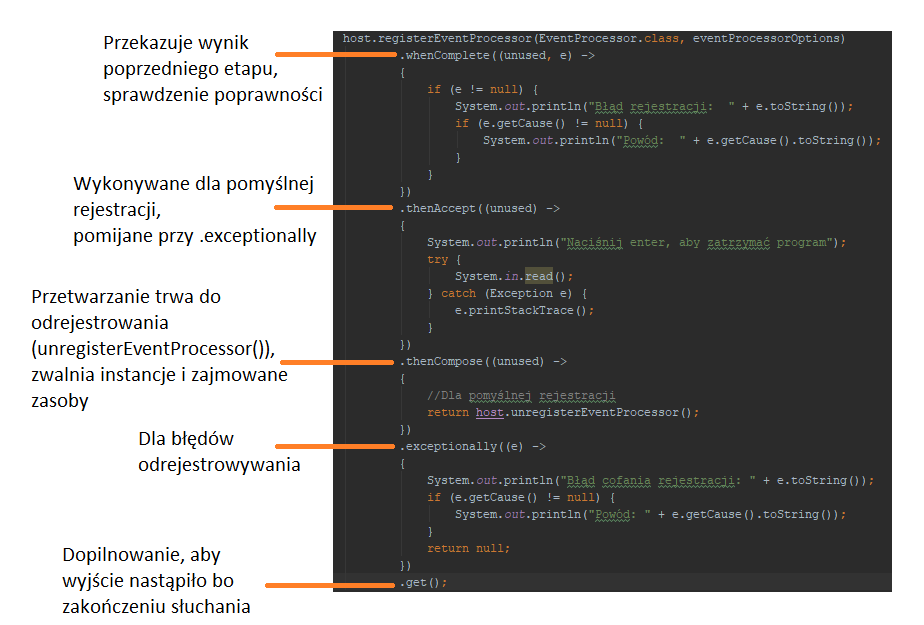 Przekazuje wynik
poprzedniego etapu,
sprawdzenie poprawności
Wykonywane dla pomyślnej
rejestracji,
pomijane przy .exceptionally
Przetwarzanie trwa do
odrejestrowania
(unregisterEventProcessor()),
zwalnia instancje i zajmowane
zasoby
Dla błędów
odrejestrowywania
Dopilnowanie, aby
wyjście nastąpiło bo
zakończeniu słuchania
host.registerEventProcessor(EventProcessor.class, eventProcessorOptions)
.whenComplete((unused, e) ->
{
if (e != null) {
System.out.println("Błąd rejestracji:  " + e.toString());
if (e.getCause() != null) {
System.out.println("Powód:  " + e.getCause().toString());
}
}
})
.thenAccept((unused) ->
{
System.out.println("Naciśnij enter, aby zatrzymać program");
try {
System.in.read();
} catch (Exception e) {
e.printStackTrace();
}
})
.thenCompose((unused) ->
{
//Dla pomyślnej rejestracji
return host.unregisterEventProcessor();
})
.exceptionally((e) ->
{
System.out.println("Błąd cofania rejestracji: " + e.toString());
if (e.getCause() != null) {
System.out.println("Powód: " + e.getCause().toString());
}
return null;
})
.get();